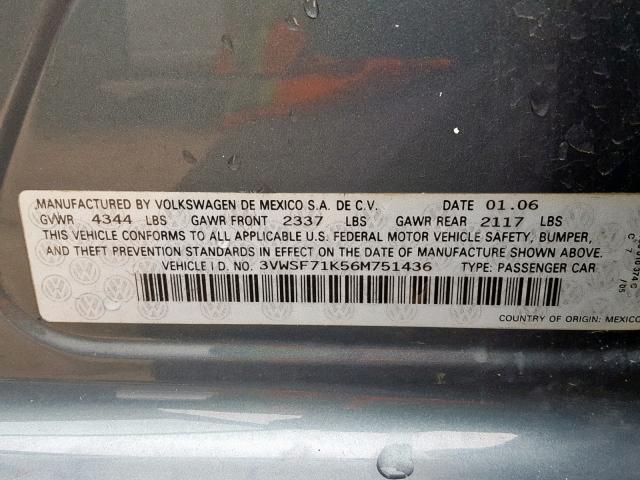 MANUFACTURED BY VOLKSWAGEN DE MEXICO S.A. DE C.V. DATE 01.06
GVWR 4344 LBS GAWR FRONT 2337 LBS GAWR REAR 2117 LBS
THIS VEHICLE CONFORMS TO ALL APPLICABLE U.S. FEDERAL MOTOR VEHICLE SAFETY, BUMPER,
AND THEFT PREVENTION STANDARDS IN EFFECT ON THE DATE OF MANUFACTURE SHOWN ABOVE.
VEHICLE I D. NO. 3VWSF71K56M751436 TYPE: PASSENGER CAR
COUNTRY OF ORIGIN: MEXICO
/05